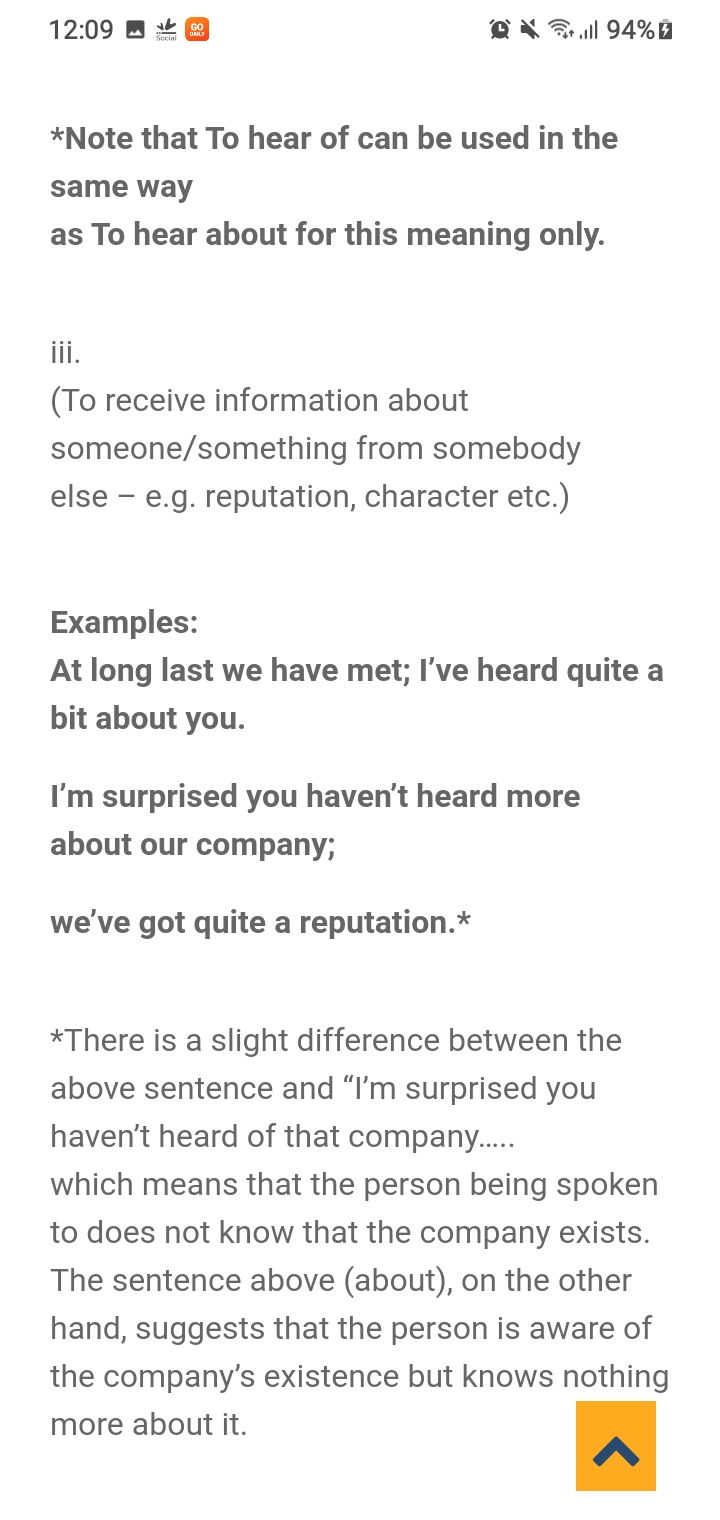 12:09 Social GO DAILY 94%
*Note that To hear of can be used in the
same way
as To hear about for this meaning only.
iii.
(To receive information about
someone/something from somebody
else – e.g. reputation, character etc.)
Examples:
At long last we have met; I’ve heard quite a
bit about you.
I’m surprised you haven’t heard more
about our company;
we’ve got quite a reputation.*
*There is a slight difference between the
above sentence and “I’m surprised you
haven’t heard of that company…..
which means that the person being spoken
to does not know that the company exists.
The sentence above (about), on the other
hand, suggests that the person is aware of
the company’s existence but knows nothing
more about it.